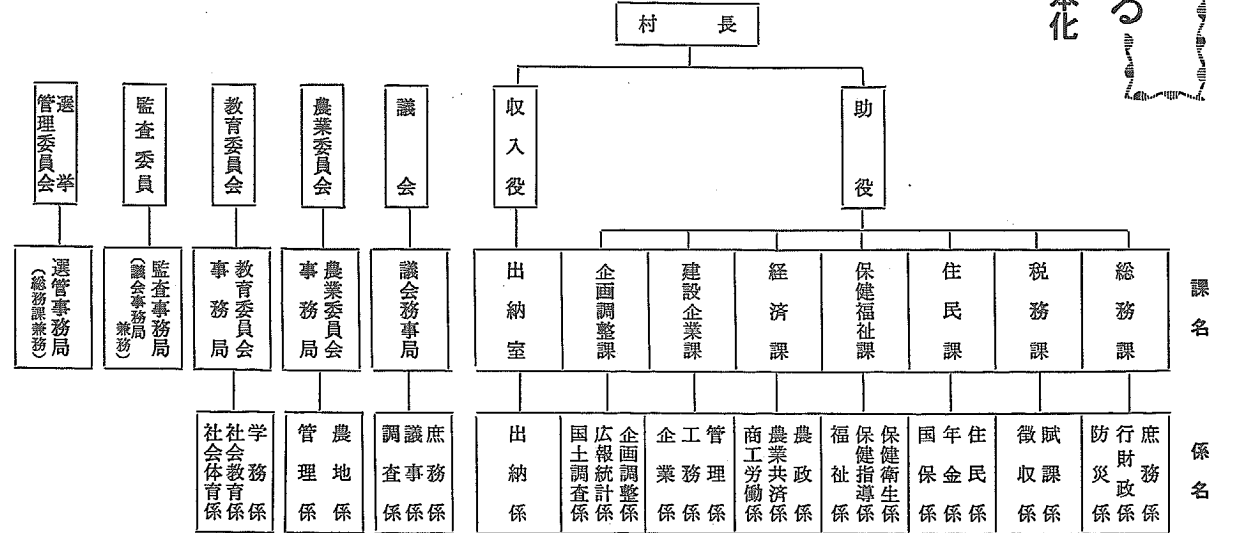 る
本化
村長
助役
収入役
議会
農業委員会
教育委員会
監査委員
選挙
管理委員会
課名
総務課
税務課
住民課
保健福祉課
経済課
建設企業課
企画調整課
出納室
議会務事局
農業委員会
事務局
教育委員会
事務局
監査事務局
(議会事務局
兼務)
選管事務局
(総務課兼務)
係名
庶務係
行財政係
防災係
賦課係
徴収係
住民係
年金係
国保係
保健衛生係
保健指導係
福祉係
農政係
農業共済係
商工労働係
管理係
工務係
企業係
企画調整係
広報統計係
国土調査係
出納係
庶務係
議事係
調査係
農地係
管理係
学務係
社会教育係
社会体育係